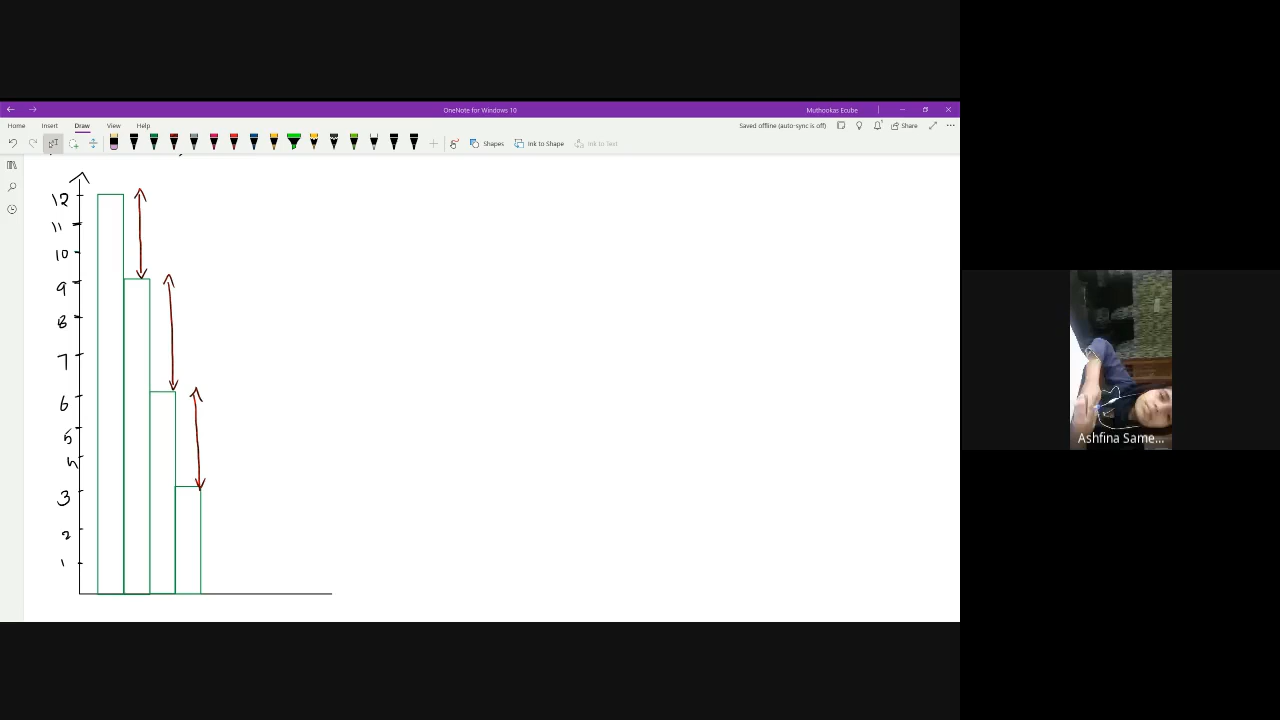 OneNote for Windows 10
Muthookas Ecube
Home Insert Draw View Help
Saved offline (auto-sync is off) Share
Shapes Ink to Shape Ink to Text
12
11
10
9
8
7
6
5
4
3
2
1
Ashfina Same...